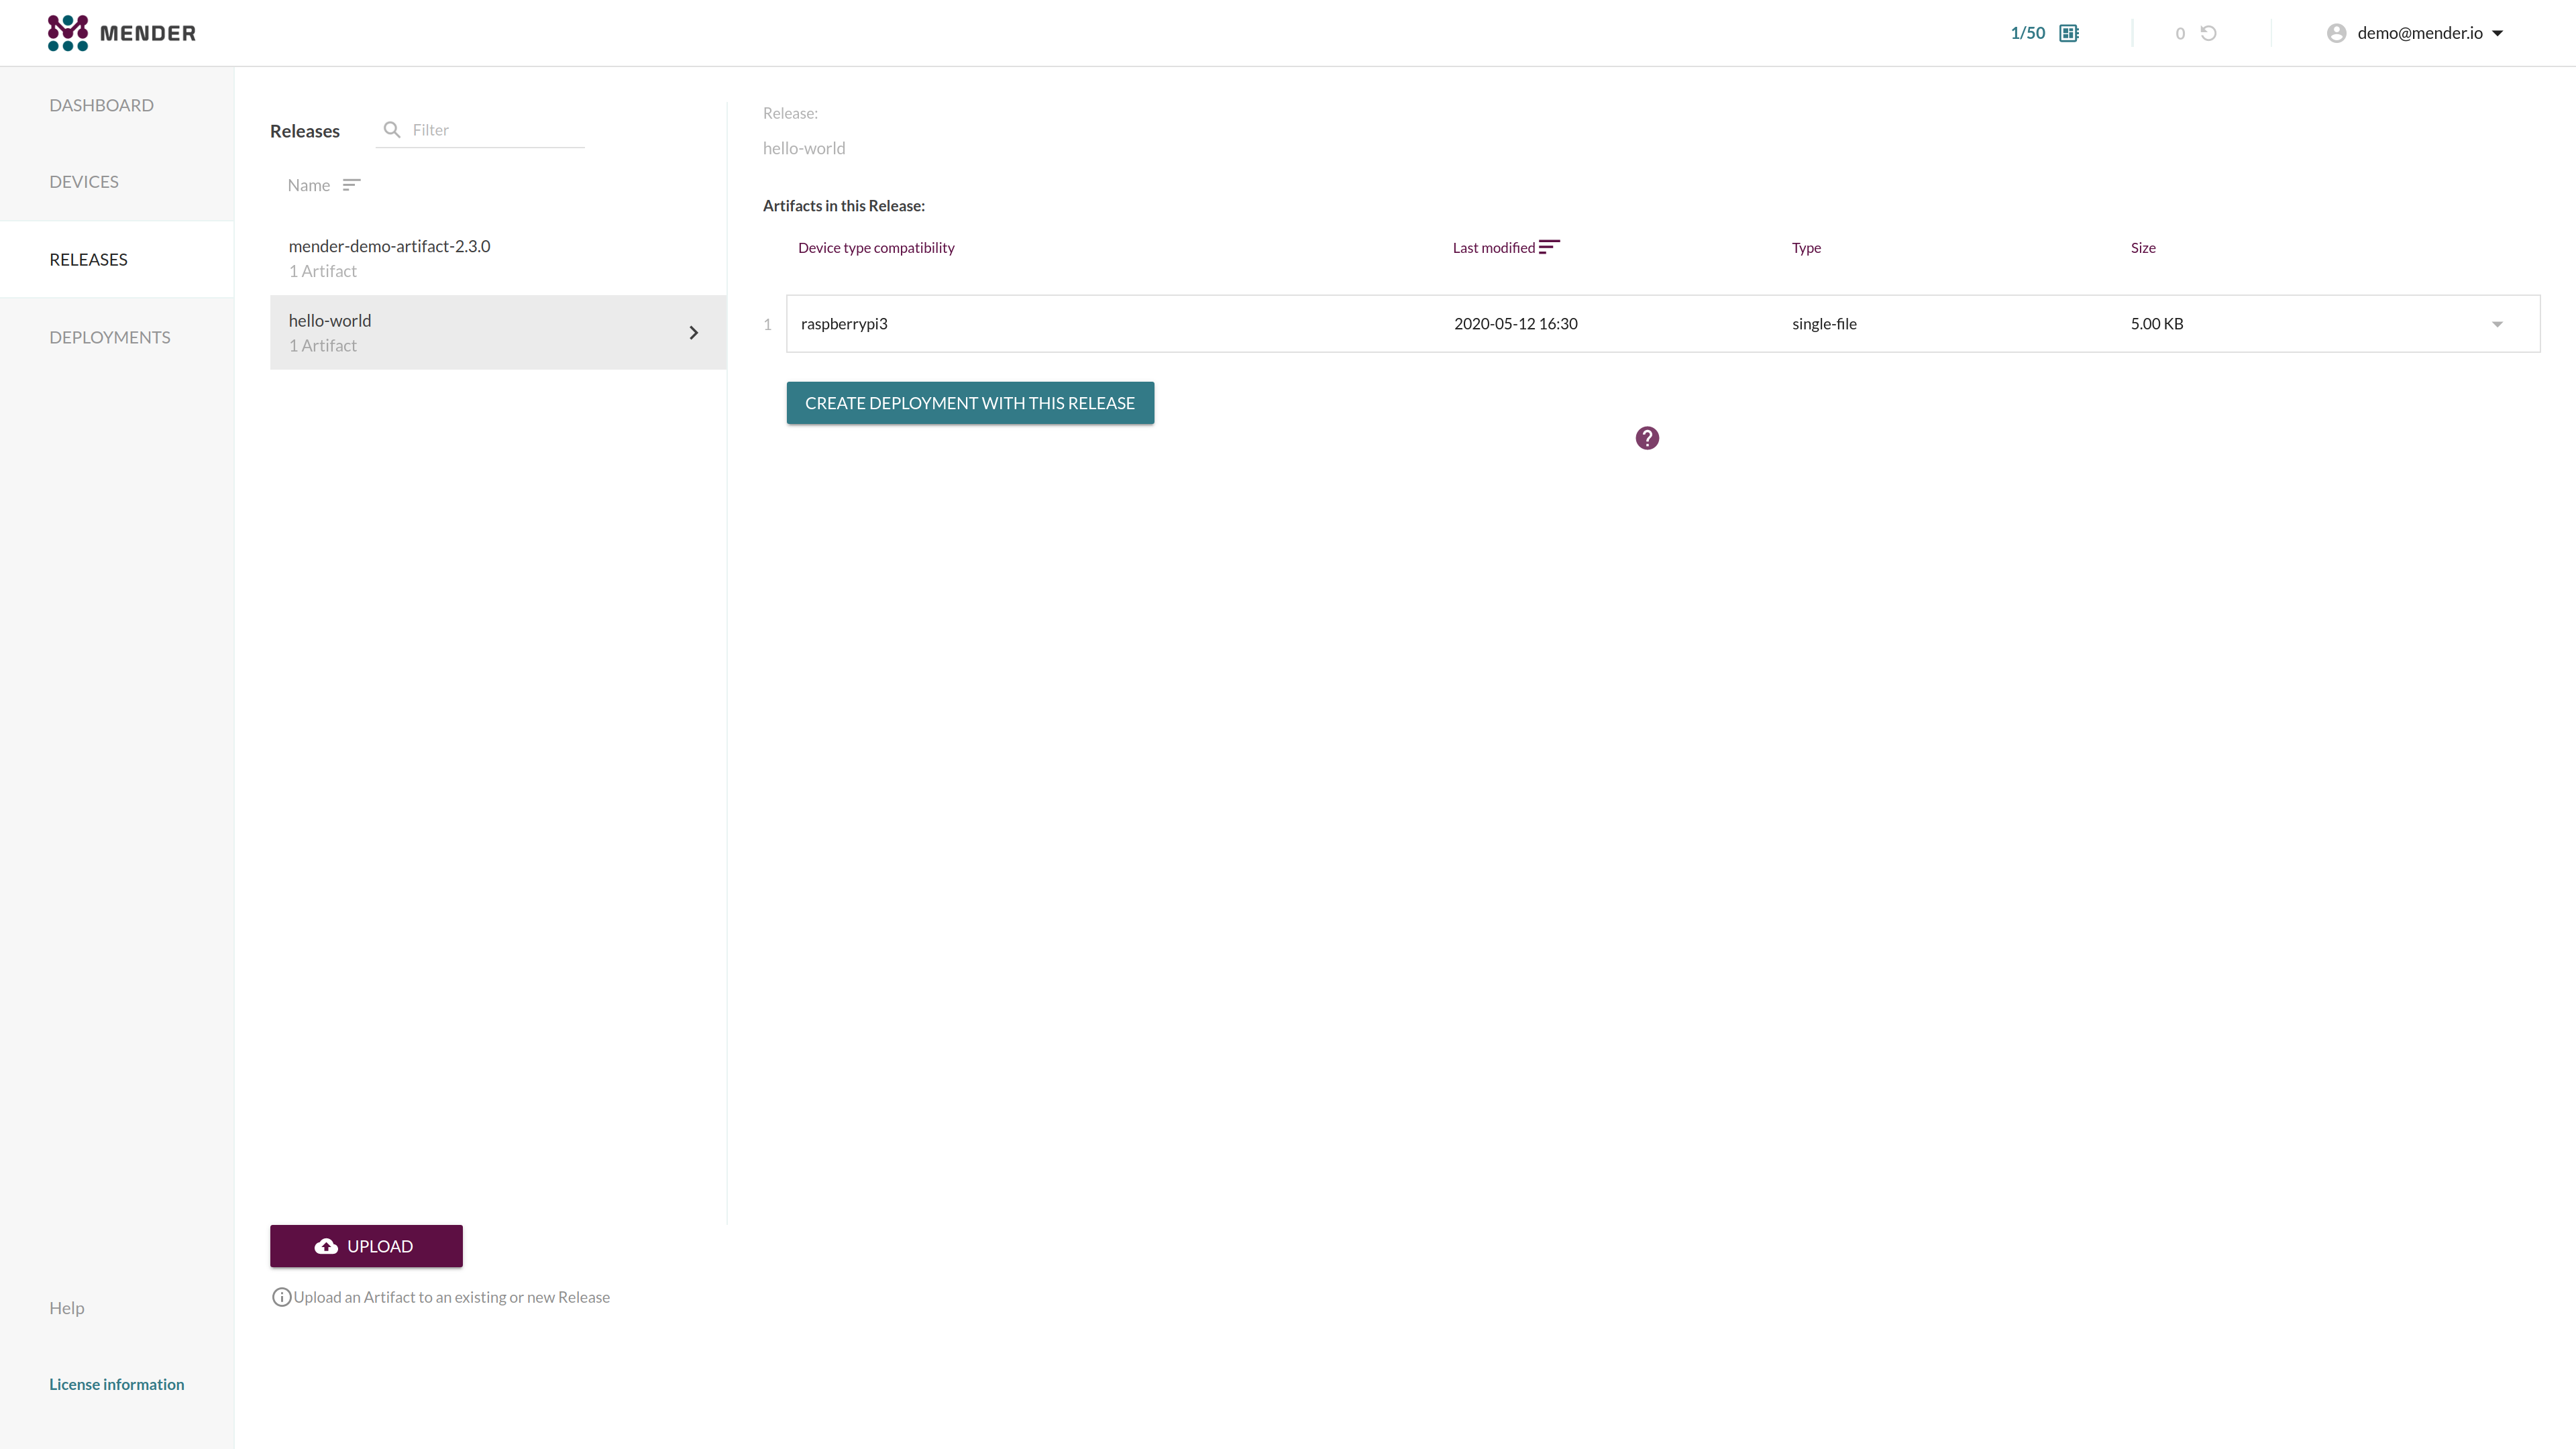 MENDER
1/50
0
demo@mender.io
DASHBOARD
DEVICES
RELEASES
DEPLOYMENTS
Help
License information
Releases
Filter
Name
mender-demo-artifact-2.3.0
1 Artifact
hello-world
1 Artifact
UPLOAD
Upload an Artifact to an existing or new Release
Release:
hello-world
Artifacts in this Release:
Device type compatibility Last modified Type Size
1 raspberrypi3 2020-05-12 16:30 single-file 5.00 KB
CREATE DEPLOYMENT WITH THIS RELEASE
?